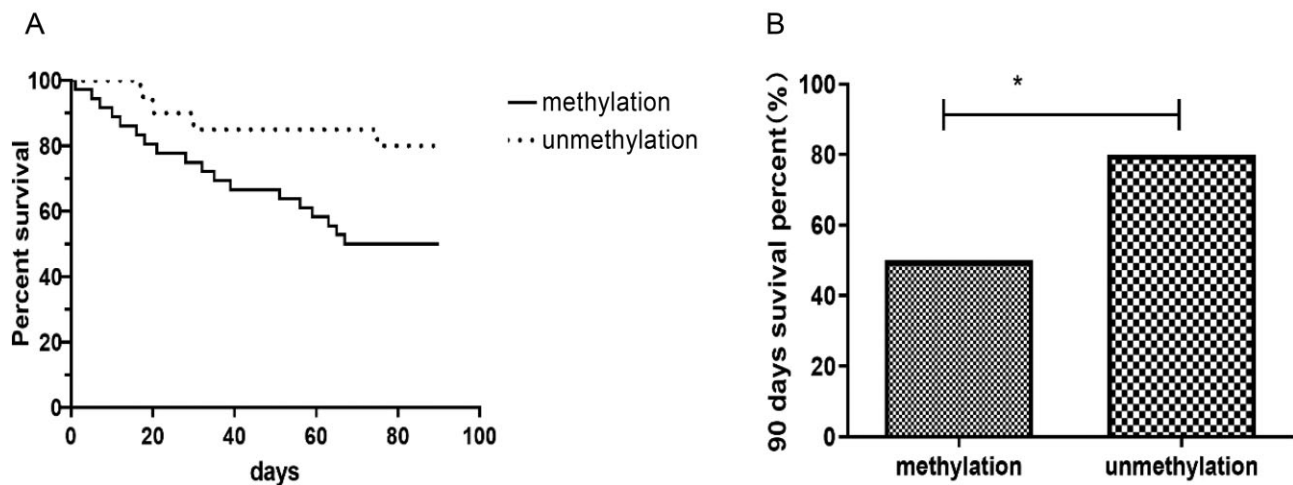 A
100
80
60
40
20
0
Percent survival
0 20 40 60 80 100
days
methylation
unmethylation
B
100
80
60
40
20
0
90 days suvival percent(%)
*
methylation unmethylation